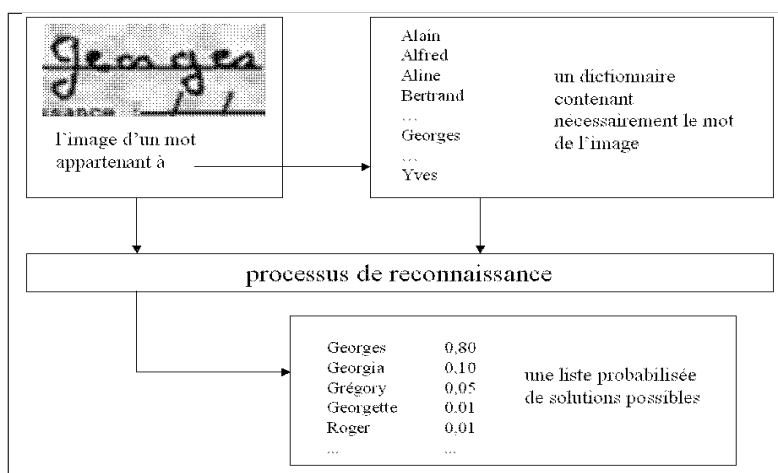 georges
l'image d'un mot
appartenant à
Alain
Alfred
Aline
Bertrand
...
Georges
...
Yves
un dictionnaire
contenant
nécessairement le mot
de l'image
processus de reconnaissance
Georges 0,80
Georgia 0.10
Grégory 0,05
Georgette 0.01
Roger 0,01
... ...
une liste probabilisée
de solutions possibles